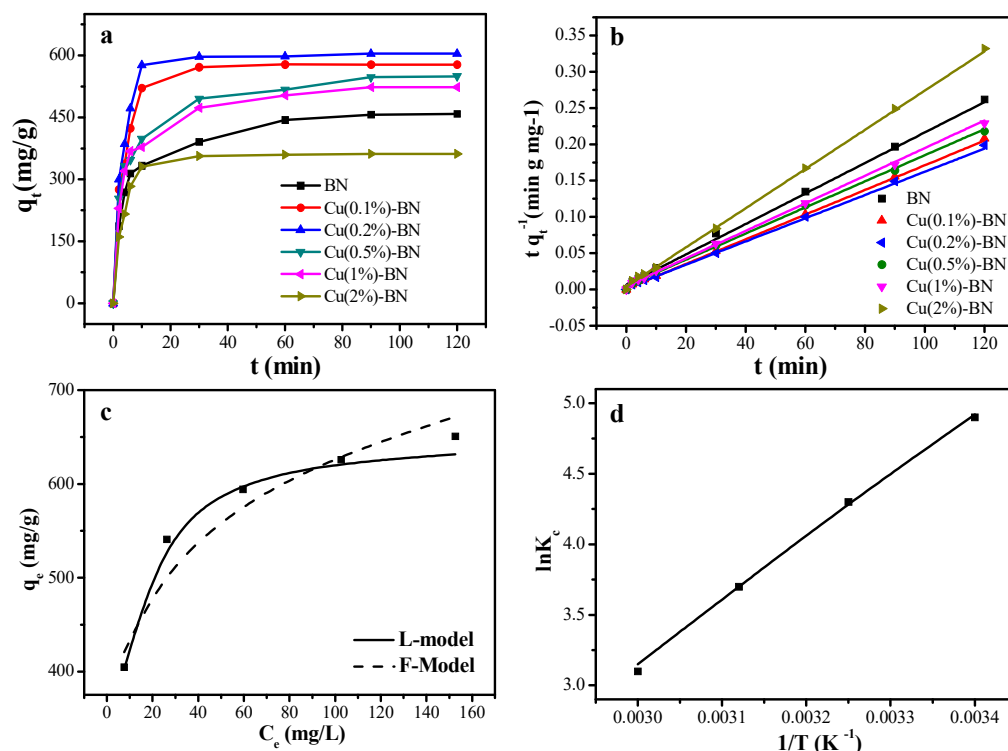 a
600
450
300
150
0
q_t (mg/g)
BN
Cu(0.1%)-BN
Cu(0.2%)-BN
Cu(0.5%)-BN
Cu(1%)-BN
Cu(2%)-BN
0 20 40 60 80 100 120
t (min)
b
0.35
0.30
0.25
0.20
0.15
0.10
0.05
0.00
-0.05
t q_t^-1 (min g mg-1)
BN
Cu(0.1%)-BN
Cu(0.2%)-BN
Cu(0.5%)-BN
Cu(1%)-BN
Cu(2%)-BN
0 20 40 60 80 100 120
t (min)
c
700
600
500
400
q_e (mg/g)
L-model
F-Model
0 20 40 60 80 100 120 140 160
C_e (mg/L)
d
5.0
4.5
4.0
3.5
3.0
lnK_c
0.0030 0.0031 0.0032 0.0033 0.0034
1/T (K^-1)